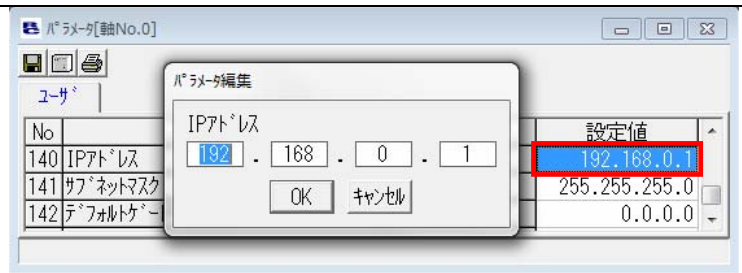 ﾊﾟﾗﾒｰﾀ[軸No.0]
ﾕｰｻﾞ
No 設定値
140 IPｱﾄﾞﾚｽ 192.168.0.1
141 ｻﾌﾞﾈｯﾄﾏｽｸ 255.255.255.0
142 ﾃﾞﾌｫﾙﾄｹﾞｰ 0.0.0.0
ﾊﾟﾗﾒｰﾀ編集
IPｱﾄﾞﾚｽ
192 . 168 . 0 . 1
OK ｷｬﾝｾﾙ